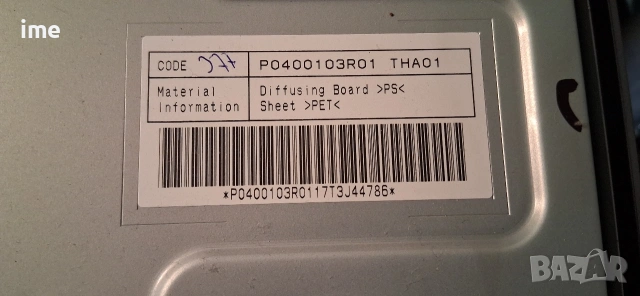 ime
CODE P0400103R01 THA01
Material Information Diffusing Board >PS<
Sheet >PET<
*P0400103R0117T3J44786*
BAZAR